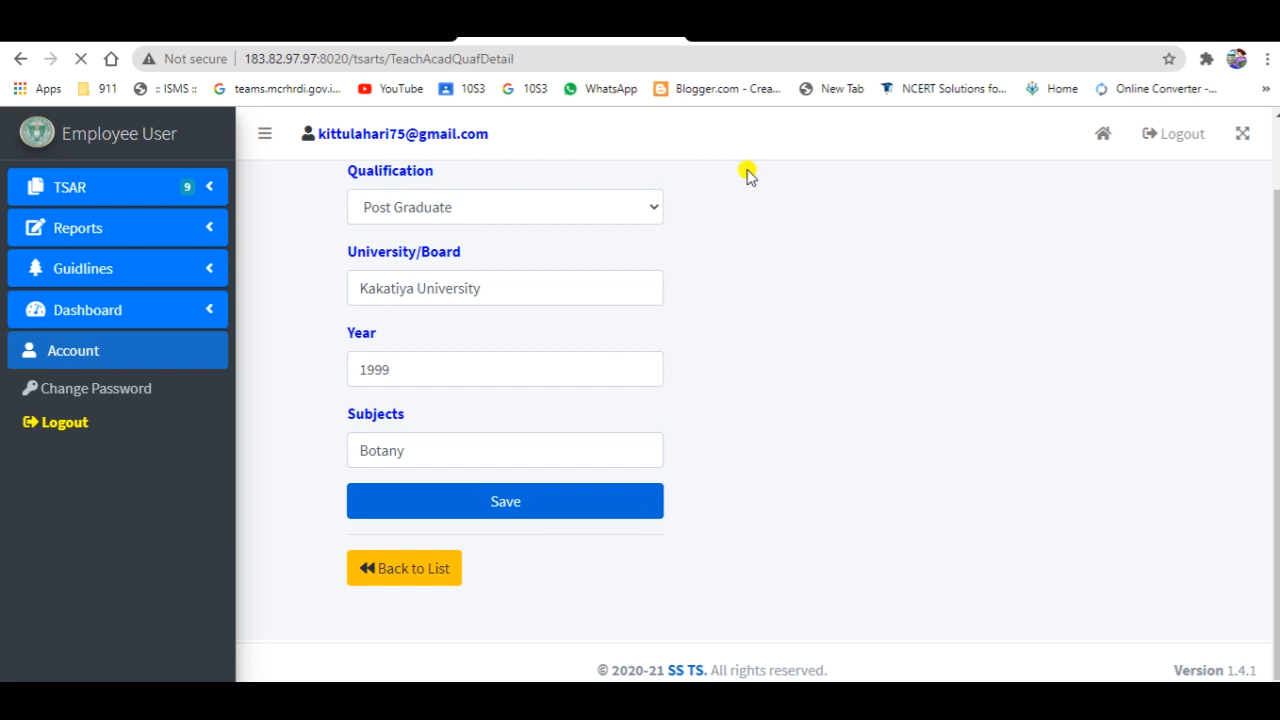 Not secure 183.82.97.97:8020/tsarts/TeachAcadQuafDetail
Apps 911 :: ISMS :: teams.mcrhrdi.gov.i... YouTube 10S3 10S3 WhatsApp Blogger.com - Crea... New Tab NCERT Solutions fo... Home Online Converter -... »
Employee User
kittulahari75@gmail.com
Logout
TSAR 9
Reports
Guidlines
Dashboard
Account
Change Password
Logout
Qualification
Post Graduate
University/Board
Kakatiya University
Year
1999
Subjects
Botany
Save
Back to List
© 2020-21 SS TS. All rights reserved.
Version 1.4.1